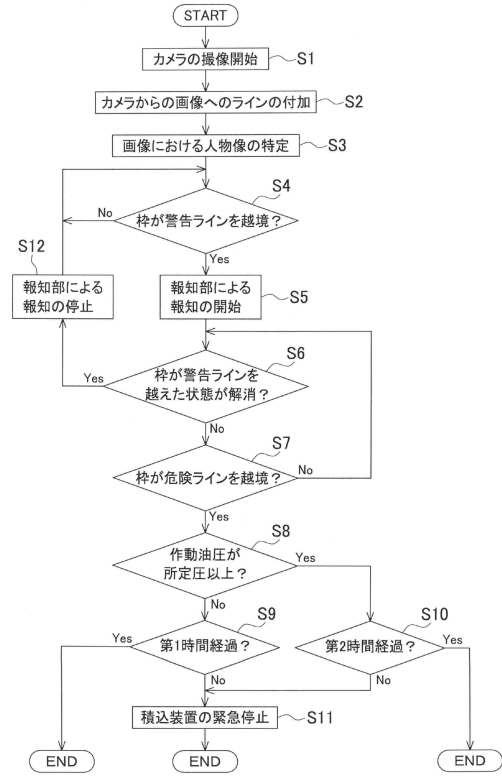 START
カメラの撮像開始 S1
カメラからの画像へのラインの付加 S2
画像における人物像の特定 S3
S4
枠が警告ラインを越境？
No
Yes
S12
報知部による
報知の停止
報知部による
報知の開始
S5
S6
枠が警告ラインを
越えた状態が解消？
Yes
No
S7
枠が危険ラインを越境？
No
Yes
S8
作動油圧が
所定圧以上？
Yes
No
S9
第1時間経過？
Yes
No
S10
第2時間経過？
Yes
No
積込装置の緊急停止 S11
END
END
END